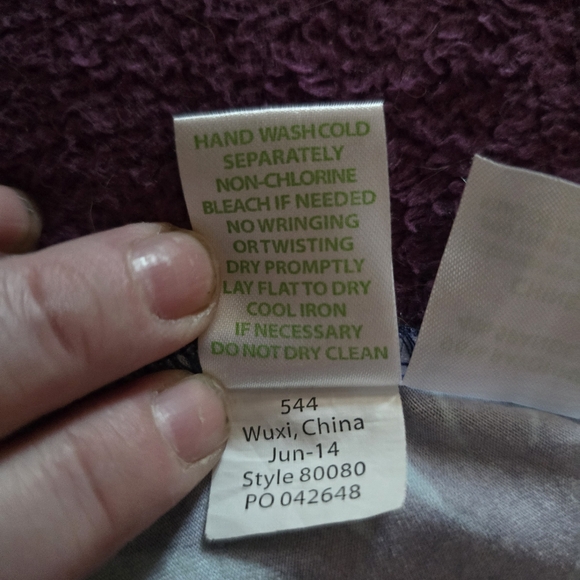 HAND WASH COLD
SEPARATELY
NON-CHLORINE
BLEACH IF NEEDED
NO WRINGING
OR TWISTING
DRY PROMPTLY
LAY FLAT TO DRY
COOL IRON
IF NECESSARY
DO NOT DRY CLEAN
544
Wuxi, China
Jun-14
Style 80080
PO 042648